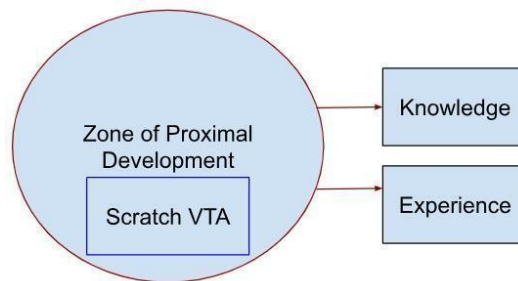 Zone of Proximal
Development
Scratch VTA
Knowledge
Experience